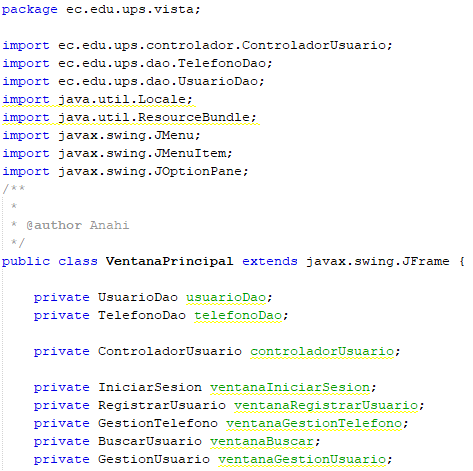 package ec.edu.ups.vista;
import ec.edu.ups.controlador.ControladorUsuario;
import ec.edu.ups.dao.TelefonoDao;
import ec.edu.ups.dao.UsuarioDao;
import java.util.Locale;
import java.util.ResourceBundle;
import javax.swing.JMenu;
import javax.swing.JMenuItem;
import javax.swing.JOptionPane;
/**
 *
 * @author Anahi
 */
public class VentanaPrincipal extends javax.swing.JFrame {
    private UsuarioDao usuarioDao;
    private TelefonoDao telefonoDao;
    private ControladorUsuario controladorUsuario;
    private IniciarSesion ventanaIniciarSesion;
    private RegistrarUsuario ventanaRegistrarUsuario;
    private GestionTelefono ventanaGestionTelefono;
    private BuscarUsuario ventanaBuscar;
    private GestionUsuario ventanaGestionUsuario;